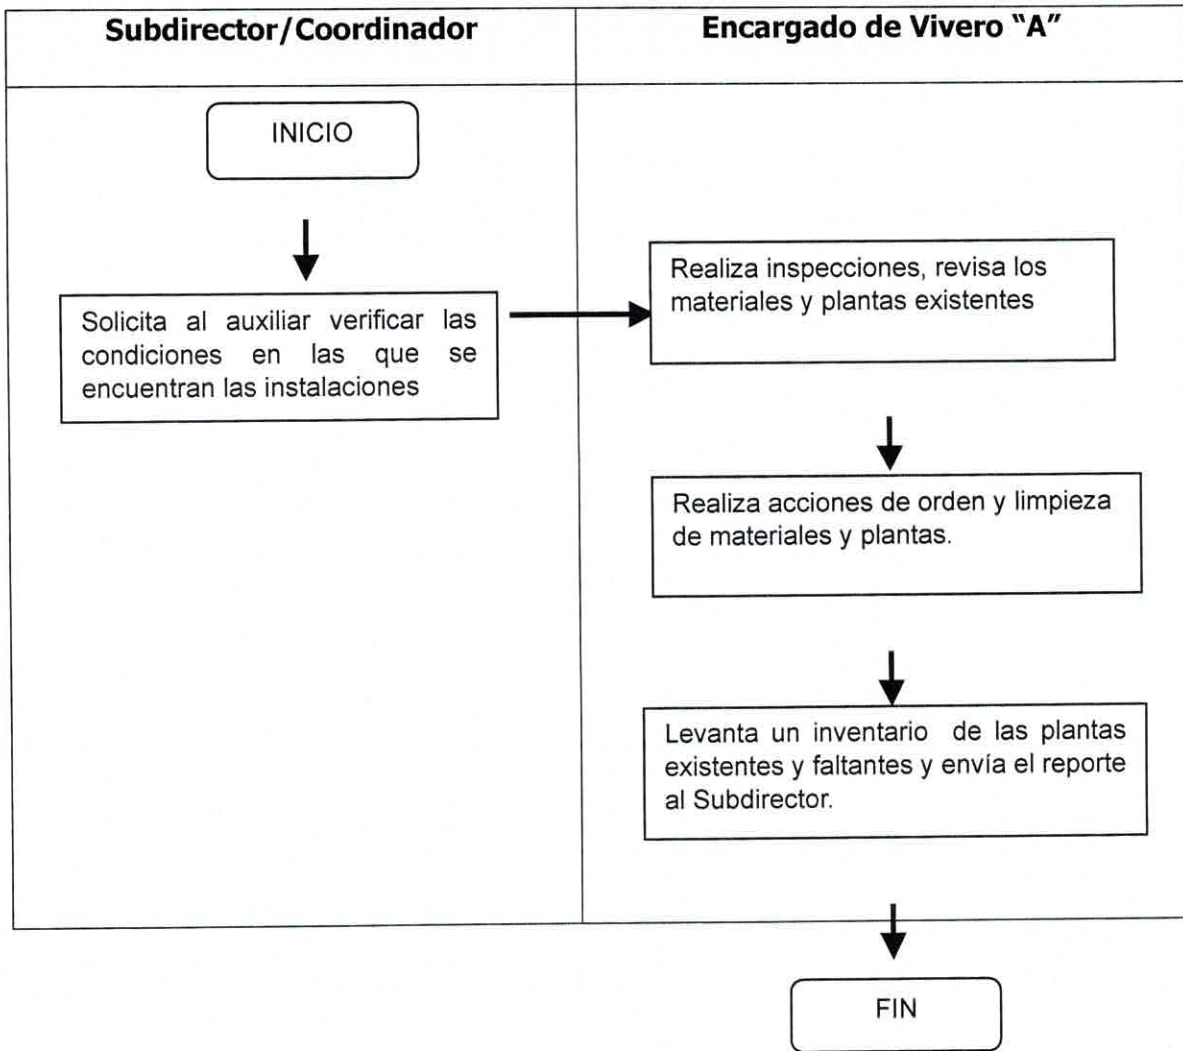 Subdirector/Coordinador
Encargado de Vivero “A”
INICIO
Solicita al auxiliar verificar las
condiciones en las que se
encuentran las instalaciones
Realiza inspecciones, revisa los
materiales y plantas existentes
Realiza acciones de orden y limpieza
de materiales y plantas.
Levanta un inventario de las plantas
existentes y faltantes y envía el reporte
al Subdirector.
FIN